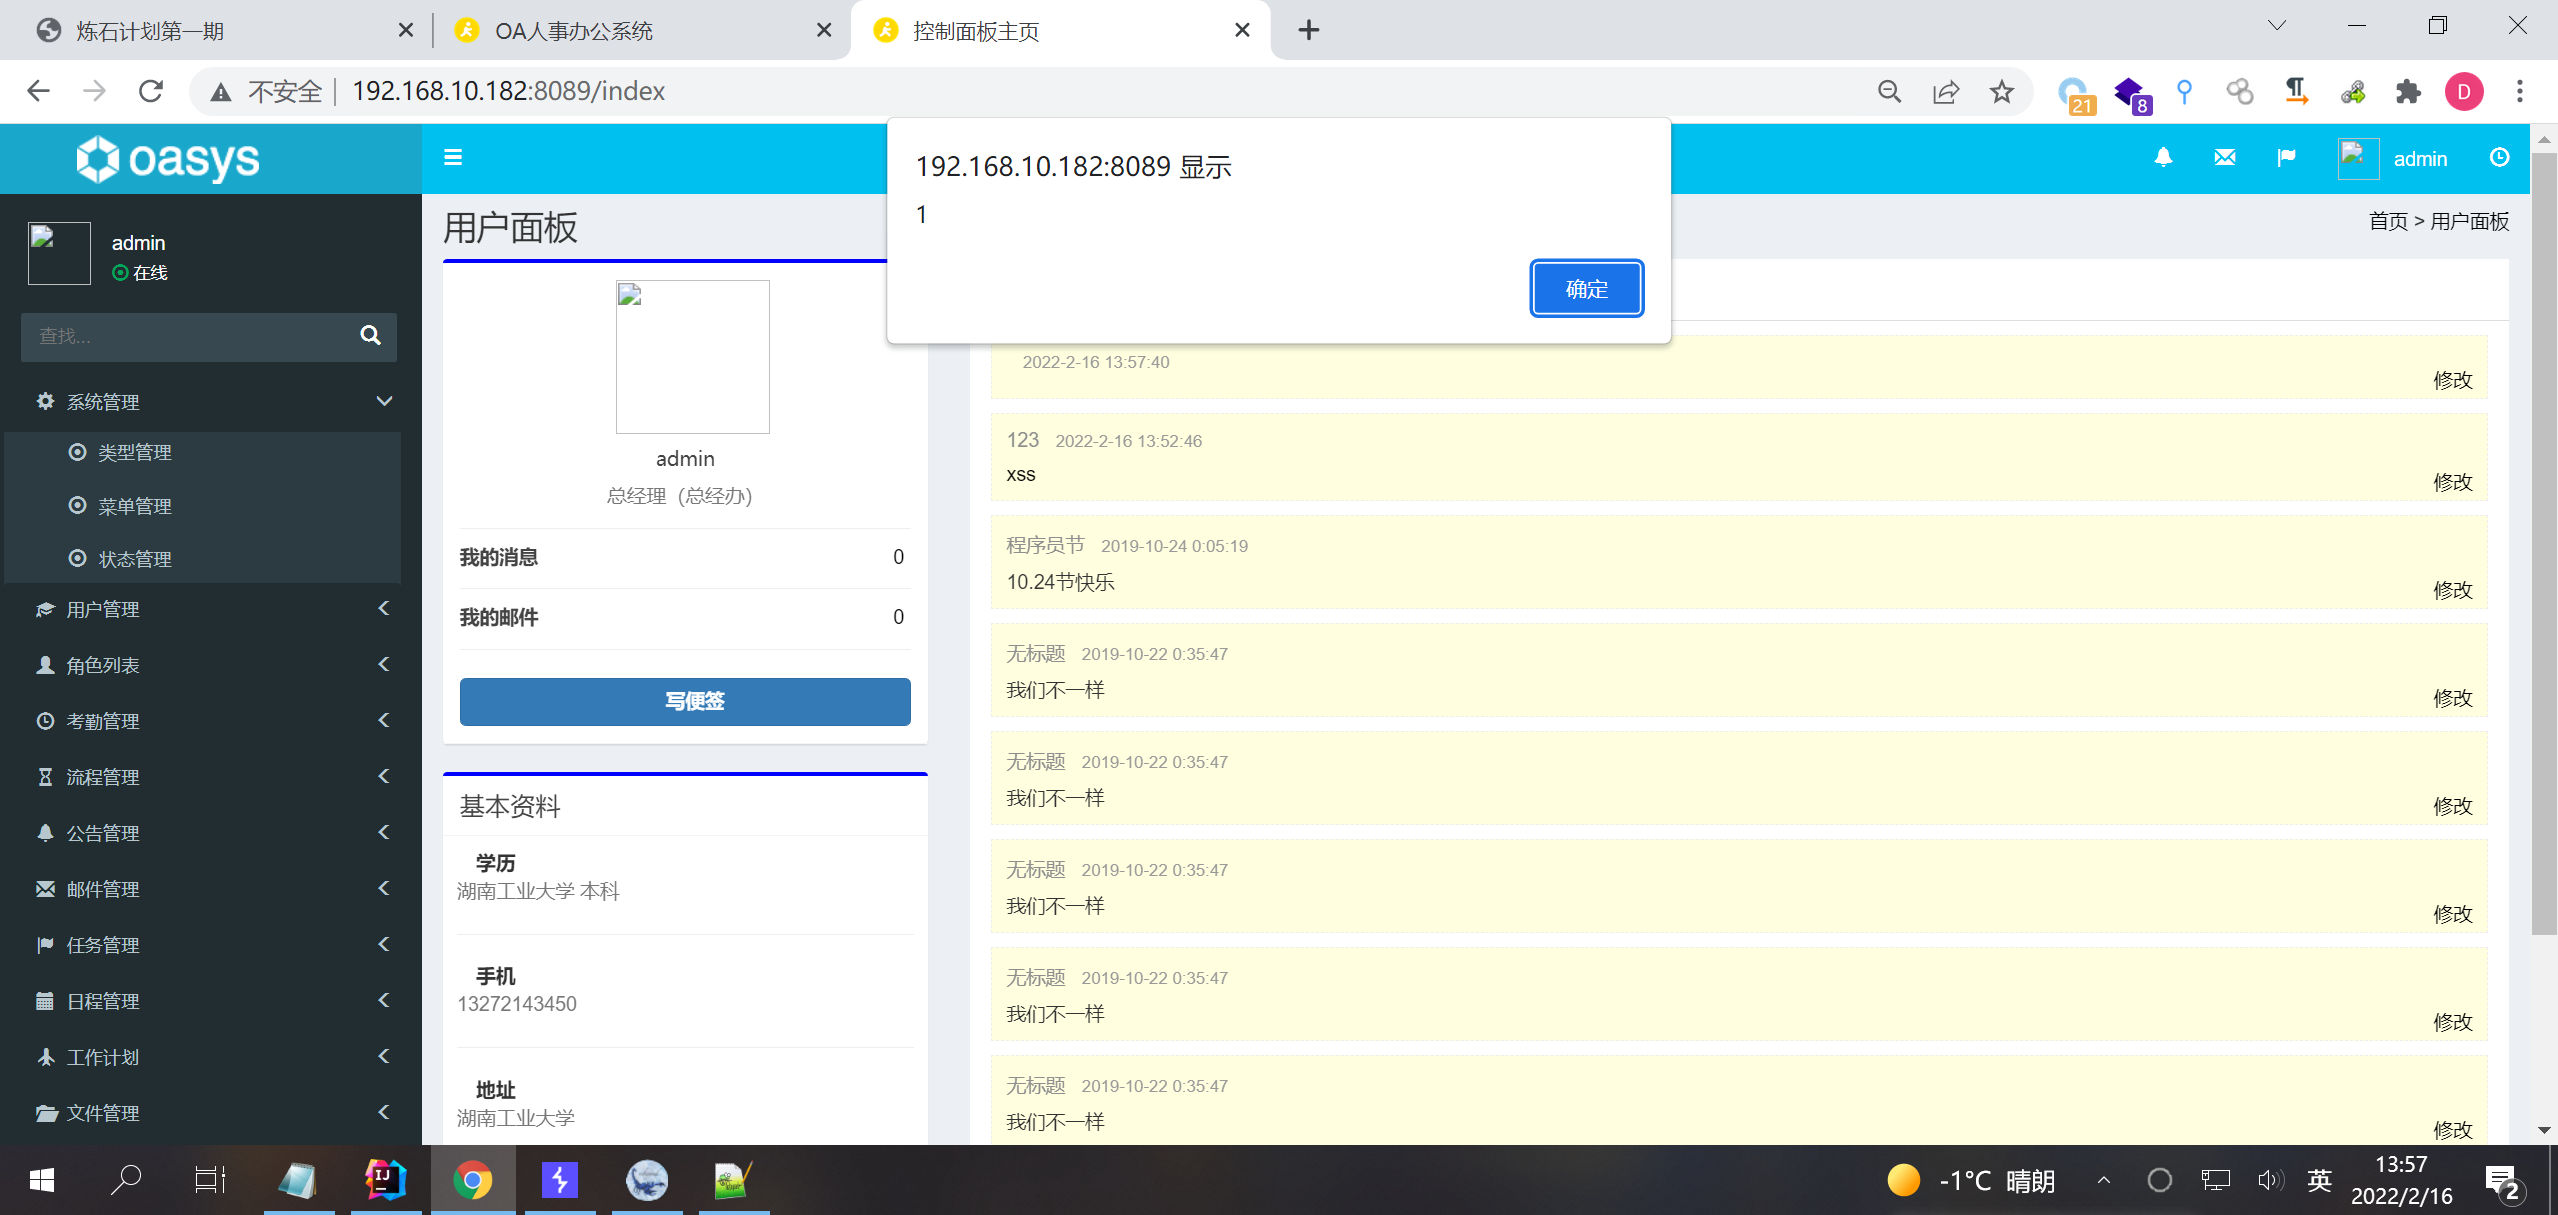 炼石计划第一期
OA人事办公系统
控制面板主页
不安全 192.168.10.182:8089/index
21
8
D
oasys
admin
192.168.10.182:8089 显示
1
确定
admin
在线
查找...
系统管理
类型管理
菜单管理
状态管理
用户管理
角色列表
考勤管理
流程管理
公告管理
邮件管理
任务管理
日程管理
工作计划
文件管理
用户面板
首页 > 用户面板
admin
总经理（总经办）
我的消息 0
我的邮件 0
写便签
基本资料
学历
湖南工业大学 本科
手机
13272143450
地址
湖南工业大学
2022-2-16 13:57:40
修改
123 2022-2-16 13:52:46
xss
修改
程序员节 2019-10-24 0:05:19
10.24节快乐
修改
无标题 2019-10-22 0:35:47
我们不一样
修改
无标题 2019-10-22 0:35:47
我们不一样
修改
无标题 2019-10-22 0:35:47
我们不一样
修改
无标题 2019-10-22 0:35:47
我们不一样
修改
无标题 2019-10-22 0:35:47
我们不一样
修改
IJ
-1°C 晴朗
英
13:57
2022/2/16
2